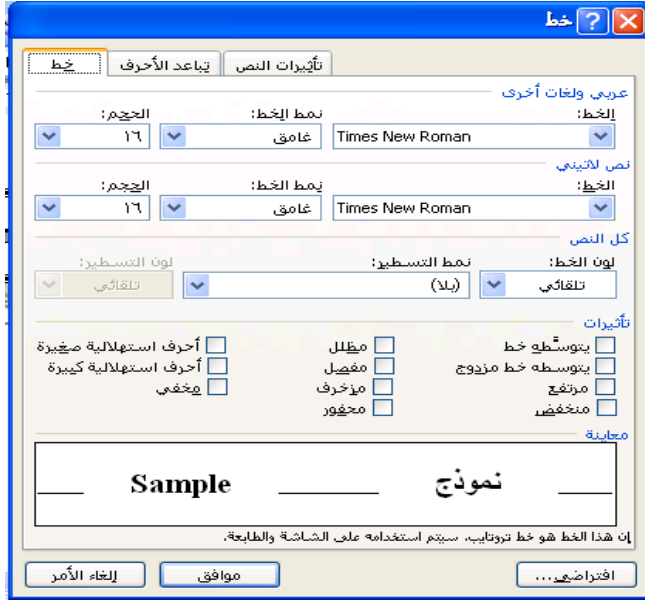 خط
خط تباعد الأحرف تأثيرات النص
عربي ولغات أخرى
الخط: نمط الخط: الحجم:
Times New Roman غامق ١٦
نص لاتيني
الخط: نمط الخط: الحجم:
Times New Roman غامق ١٦
كل النص
لون الخط: نمط التسطير: لون التسطير:
تلقائي (بلا) تلقائي
تأثيرات
يتوسطه خط مظلل أحرف استهلالية صغيرة
يتوسطه خط مزدوج مفصل أحرف استهلالية كبيرة
مرتفع مزخرف مخفي
منخفض محفور
معاينة
نموذج Sample
إن هذا الخط هو خط تروتايب. سيتم استخدامه على الشاشة والطابعة.
افتراضي... موافق إلغاء الأمر